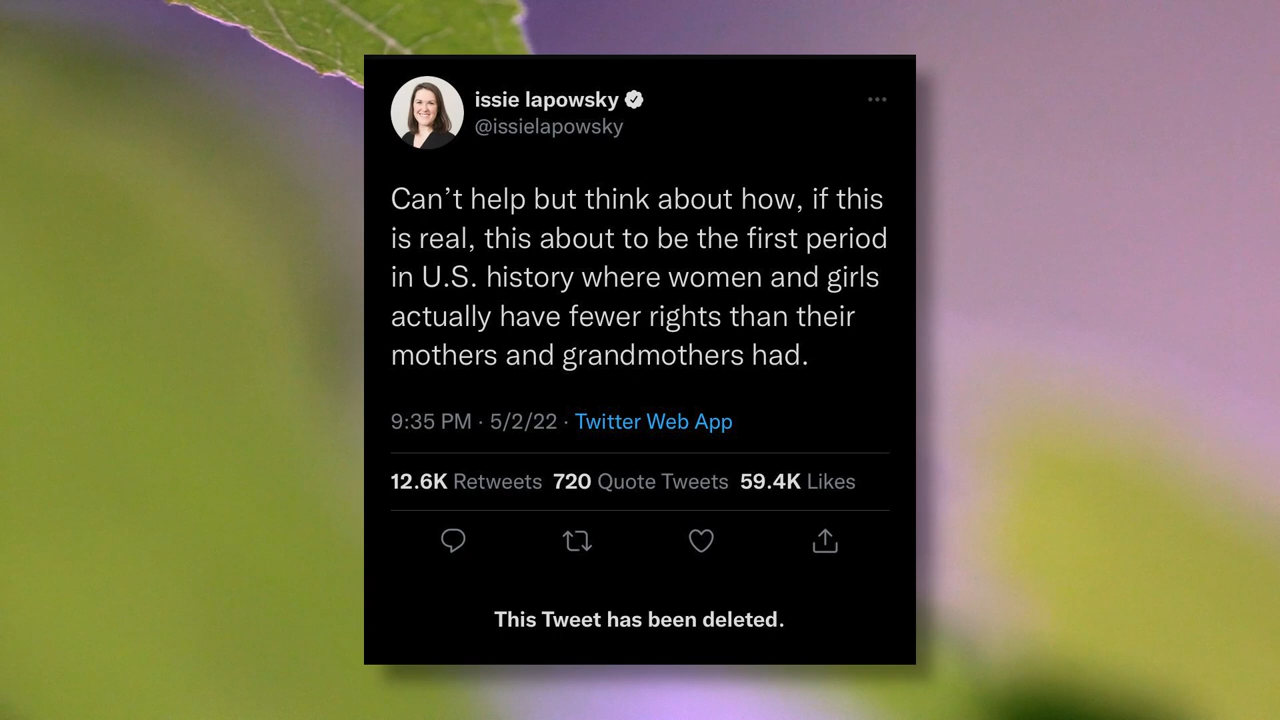 issie lapowsky
@issielapowsky
Can’t help but think about how, if this
is real, this about to be the first period
in U.S. history where women and girls
actually have fewer rights than their
mothers and grandmothers had.
9:35 PM · 5/2/22 · Twitter Web App
12.6K Retweets 720 Quote Tweets 59.4K Likes
This Tweet has been deleted.